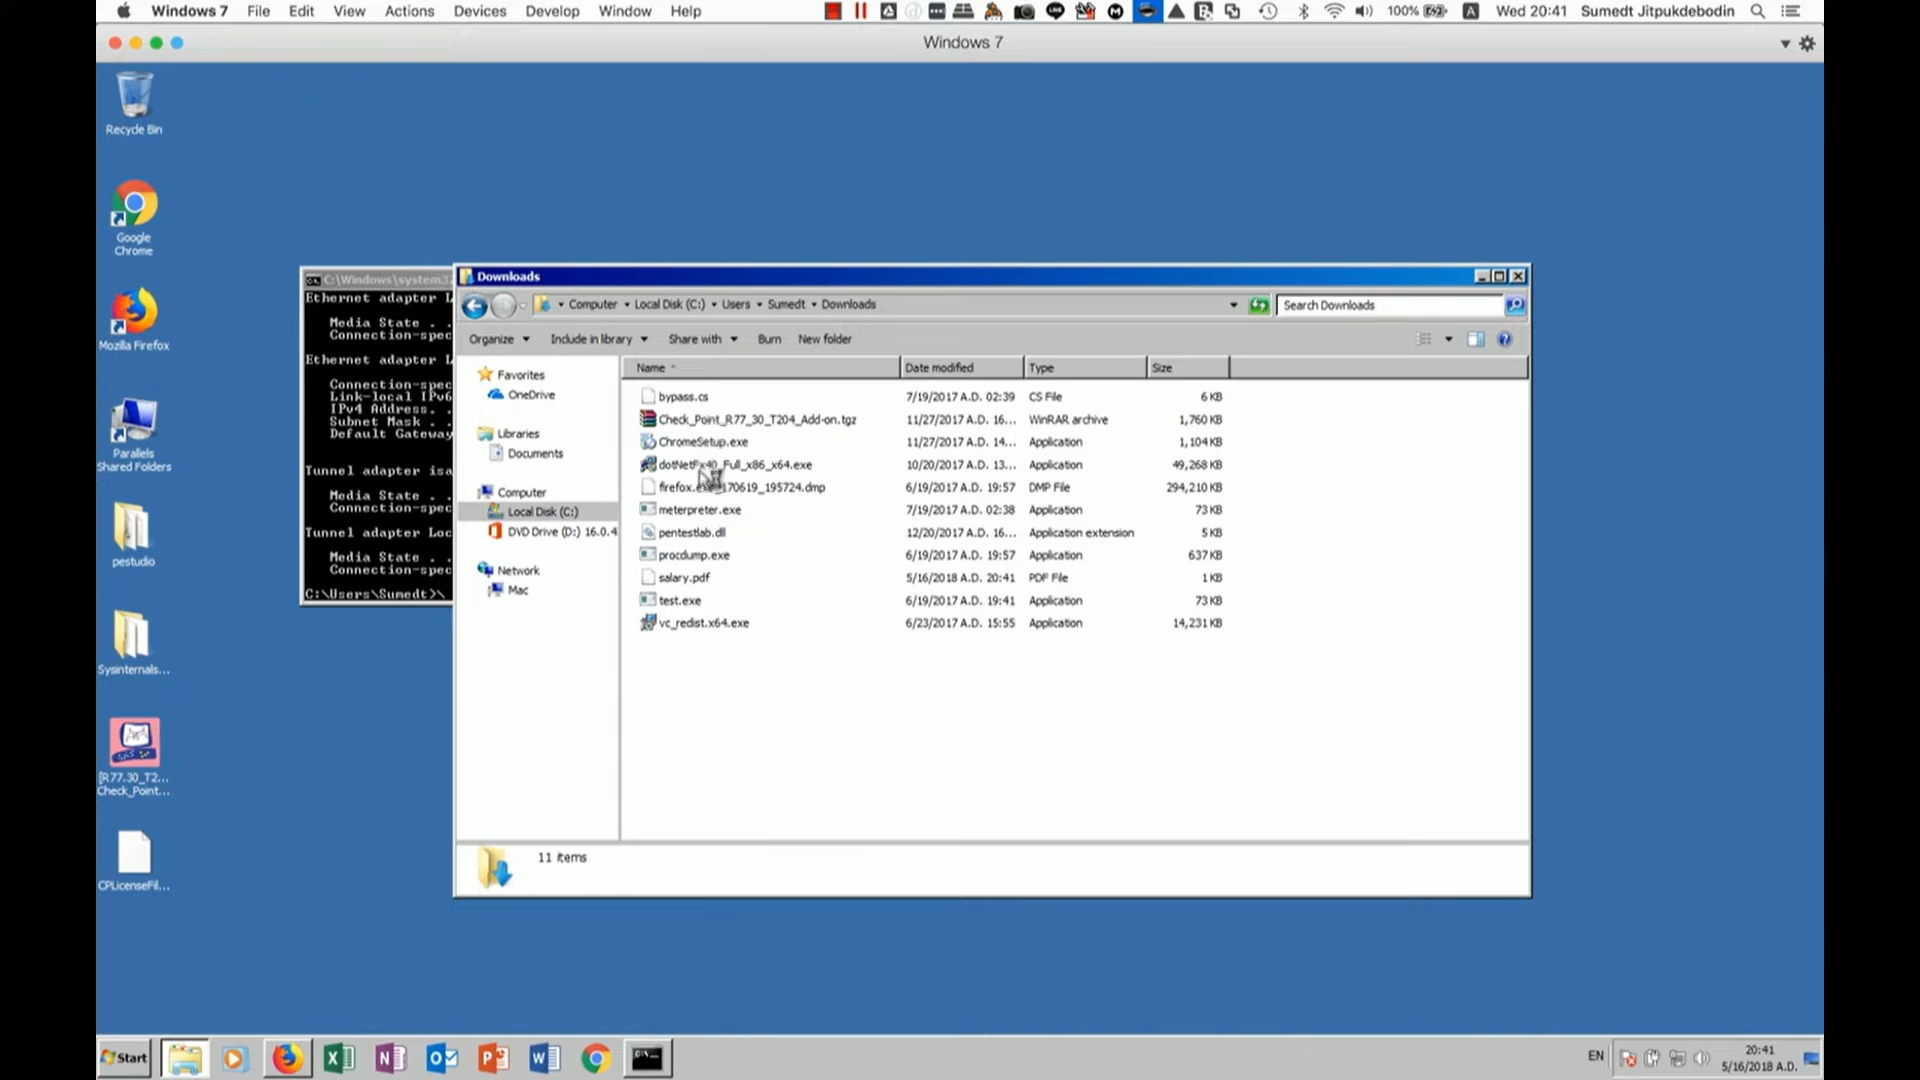 Windows 7 File Edit View Actions Devices Develop Window Help 100% Wed 20:41 Sumedt Jitpukdebodin
Windows 7
Recycle Bin
Google
Chrome
Mozilla Firefox
Parallels
Shared Folders
pestudio
Sysinternals...
[R77.30_T2...
Check_Point...
CPLicenseFil...
C:\Windows\system32
Ethernet adapter L
Media State . .
Connection-spec
Ethernet adapter L
Connection-spec
Link-local IPv6
IPv4 Address. .
Subnet Mask . .
Default Gateway
Tunnel adapter isa
Media State . .
Connection-spec
Tunnel adapter Loc
Media State . .
Connection-spec
C:\Users\Sumedt>\
Downloads
Computer Local Disk (C:) Users Sumedt Downloads Search Downloads
Organize Include in library Share with Burn New folder
Favorites
OneDrive
Libraries
Documents
Computer
Local Disk (C:)
DVD Drive (D:) 16.0.4
Network
Mac
Name Date modified Type Size
bypass.cs 7/19/2017 A.D. 02:39 CS File 6 KB
Check_Point_R77_30_T204_Add-on.tgz 11/27/2017 A.D. 16... WinRAR archive 1,760 KB
ChromeSetup.exe 11/27/2017 A.D. 14... Application 1,104 KB
dotNetFx40_Full_x86_x64.exe 10/20/2017 A.D. 13... Application 49,268 KB
6/19/2017 A.D. 19:57 DMP File 294,210 KB
meterpreter.exe 7/19/2017 A.D. 02:38 Application 73 KB
pentestlab.dll 12/20/2017 A.D. 16... Application extension 5 KB
procdump.exe 6/19/2017 A.D. 19:57 Application 637 KB
salary.pdf 5/16/2018 A.D. 20:41 PDF File 1 KB
test.exe 6/19/2017 A.D. 19:41 Application 73 KB
vc_redist.x64.exe 6/23/2017 A.D. 15:55 Application 14,231 KB
11 items
Start EN 20:41
5/16/2018 A.D.